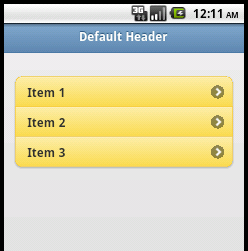 3G 12:11 AM
Default Header
Item 1
Item 2
Item 3